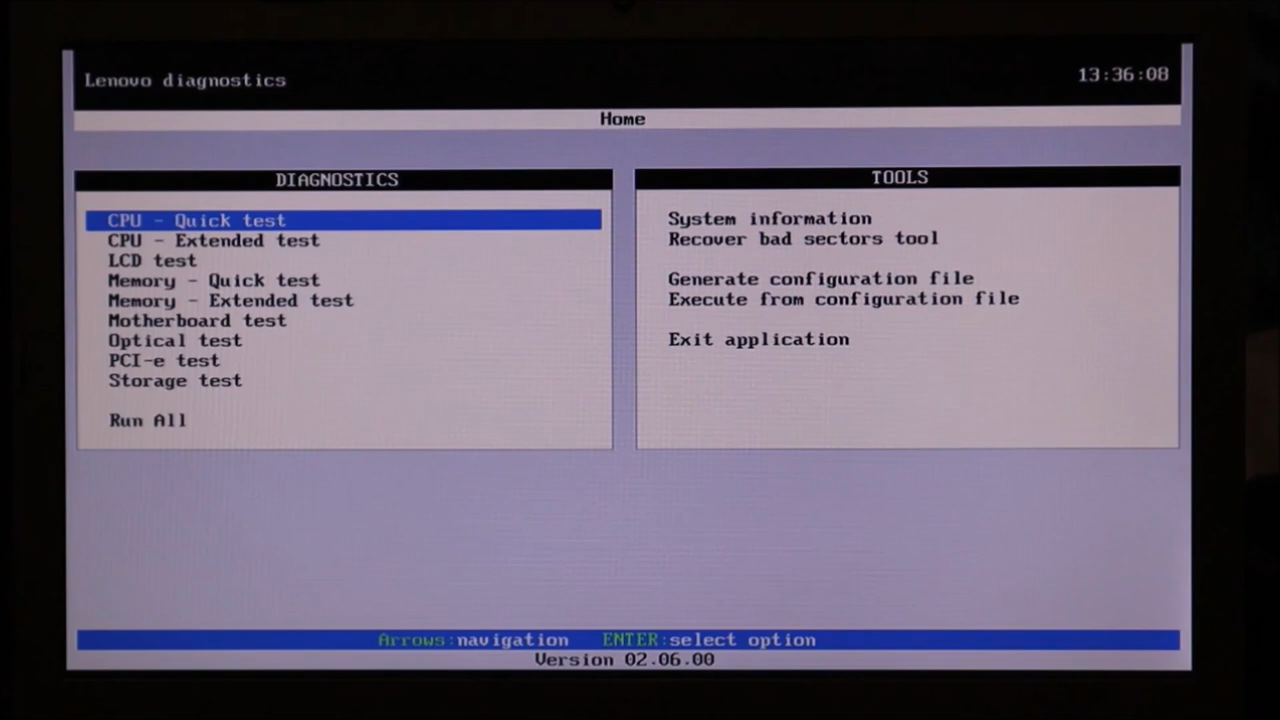 Lenovo diagnostics
13:36:08
Home
DIAGNOSTICS
CPU - Quick test
CPU - Extended test
LCD test
Memory - Quick test
Memory - Extended test
Motherboard test
Optical test
PCI-e test
Storage test
Run All
TOOLS
System information
Recover bad sectors tool
Generate configuration file
Execute from configuration file
Exit application
Arrows:navigation ENTER:select option
Version 02.06.00